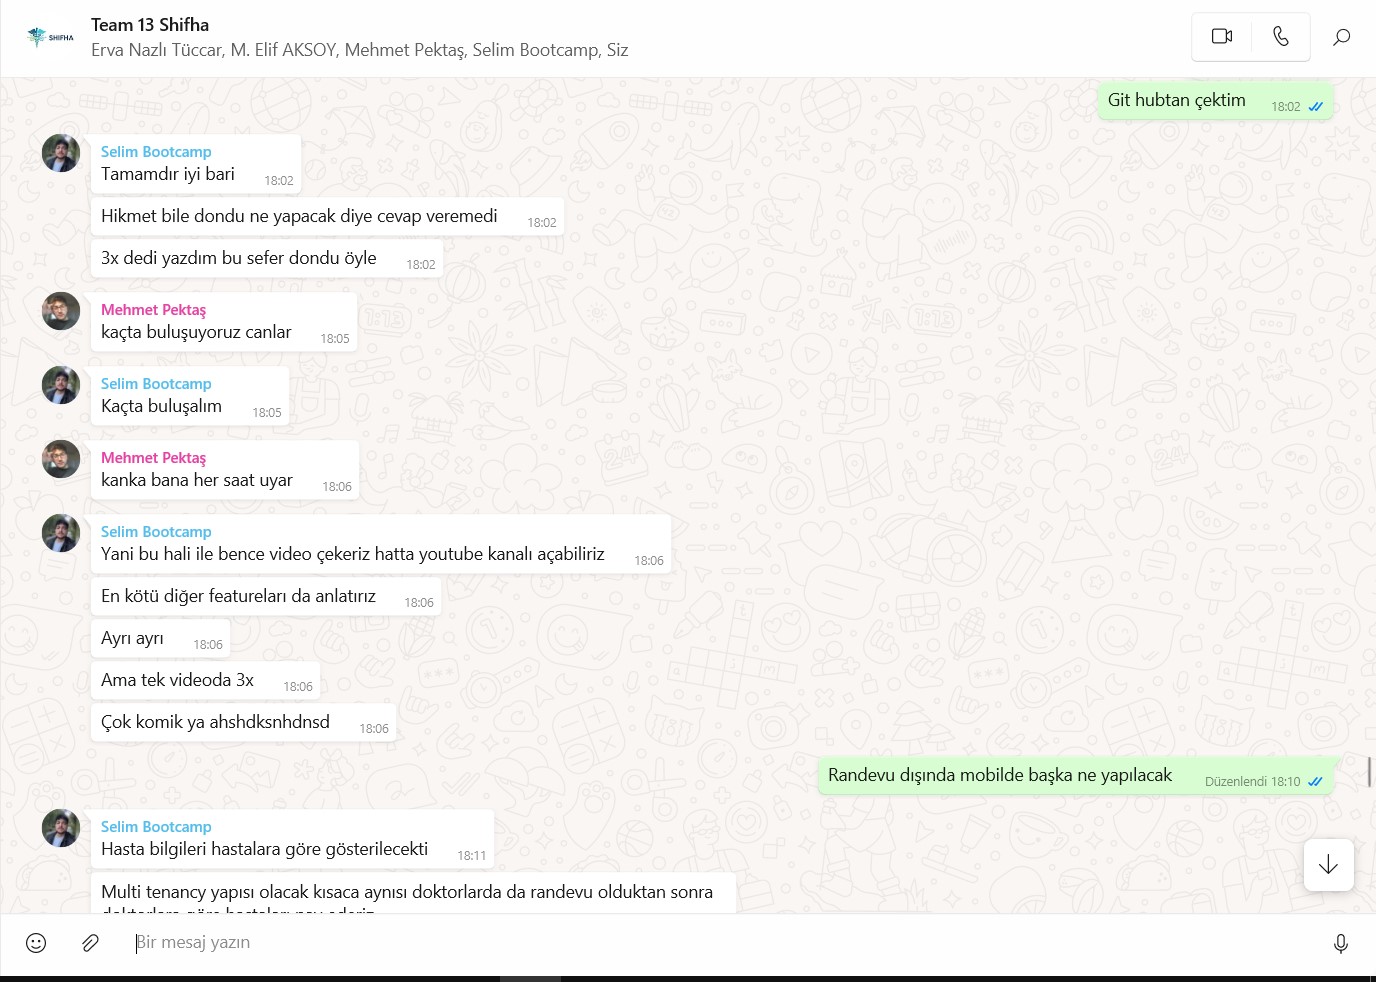 SHIFHA
Team 13 Shifha
Erva Nazlı Tüccar, M. Elif AKSOY, Mehmet Pektaş, Selim Bootcamp, Siz
Git hubtan çektim 18:02
Selim Bootcamp
Tamamdır iyi bari 18:02
Hikmet bile dondu ne yapacak diye cevap veremedi 18:02
3x dedi yazdım bu sefer dondu öyle 18:02
Mehmet Pektaş
kaçta buluşuyoruz canlar 18:05
Selim Bootcamp
Kaçta buluşalım 18:05
Mehmet Pektaş
kanka bana her saat uyar 18:06
Selim Bootcamp
Yani bu hali ile bence video çekeriz hatta youtube kanalı açabiliriz 18:06
En kötü diğer featureları da anlatırız 18:06
Ayrı ayrı 18:06
Ama tek videoda 3x 18:06
Çok komik ya ahshdksnhdnsd 18:06
Randevu dışında mobilde başka ne yapılacak Düzenlendi 18:10
Selim Bootcamp
Hasta bilgileri hastalara göre gösterilecekti 18:11
Multi tenancy yapısı olacak kısaca aynısı doktorlarda da randevu olduktan sonra
Bir mesaj yazın